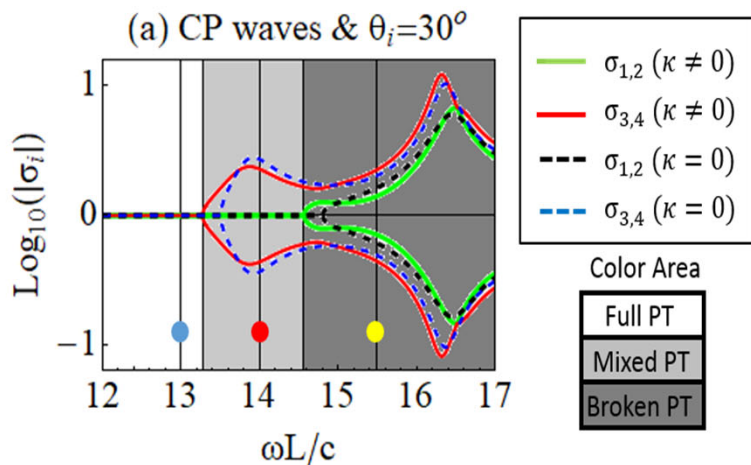 (a) CP waves & θᵢ=30ᵒ
Log₁₀(|σᵢ|)
1
0
−1
12 13 14 15 16 17
ωL/c
σ₁,₂ (κ ≠ 0)
σ₃,₄ (κ ≠ 0)
σ₁,₂ (κ = 0)
σ₃,₄ (κ = 0)
Color Area
Full PT
Mixed PT
Broken PT